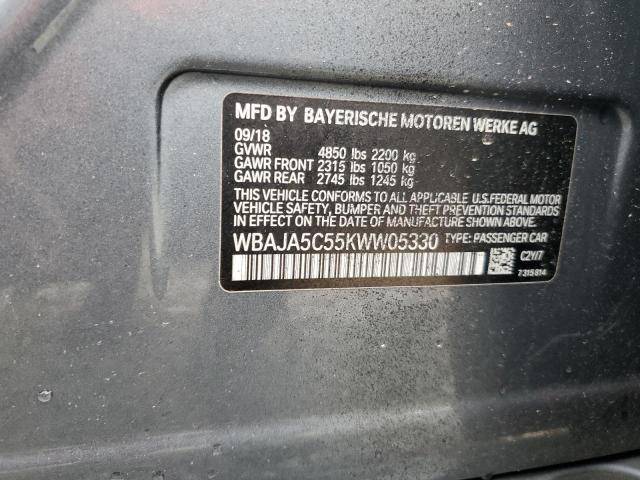 MFD BY BAYERISCHE MOTOREN WERKE AG
09/18
GVWR 4850 lbs 2200 kg
GAWR FRONT 2315 lbs 1050 kg
GAWR REAR 2745 lbs 1245 kg
THIS VEHICLE CONFORMS TO ALL APPLICABLE U.S.FEDERAL MOTOR
VEHICLE SAFETY, BUMPER AND THEFT PREVENTION STANDARDS
IN EFFECT ON THE DATE OF MANUFACTURE SHOWN ABOVE.
WBAJA5C55KWW05330 TYPE: PASSENGER CAR
C2Y/7
7315814